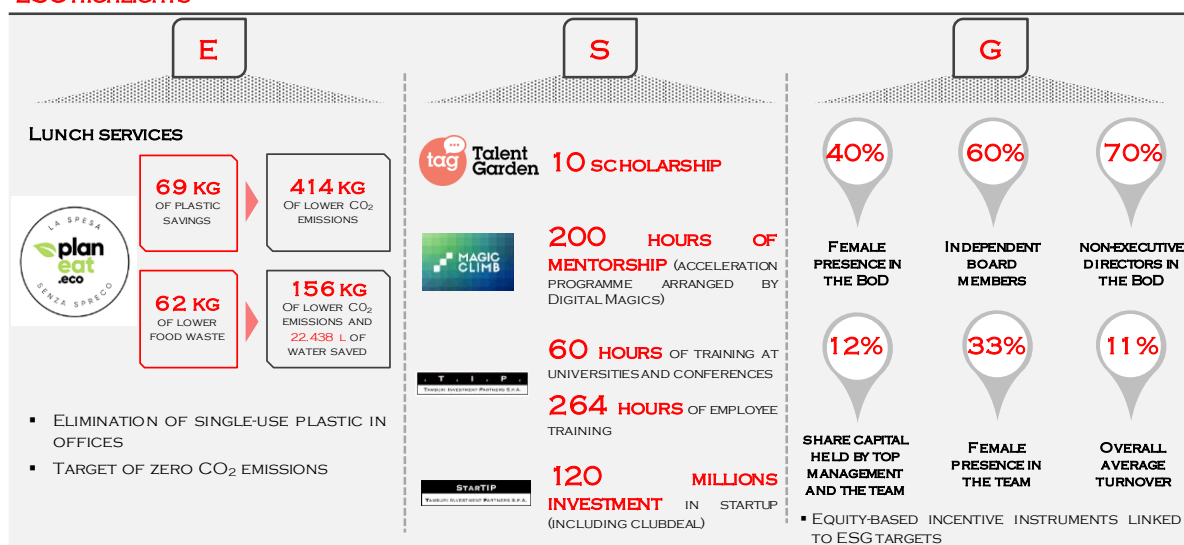 ESG HIGHLIGHTS
E
LUNCH SERVICES
LA SPESA
plan
eat
.eco
SENZA SPRECO
69 KG
OF PLASTIC
SAVINGS
414 KG
OF LOWER CO2
EMISSIONS
62 KG
OF LOWER
FOOD WASTE
156 KG
OF LOWER CO2
EMISSIONS AND
22.438 L OF
WATER SAVED
▪ ELIMINATION OF SINGLE-USE PLASTIC IN
OFFICES
▪ TARGET OF ZERO CO2 EMISSIONS
S
tag Talent
Garden
10 SCHOLARSHIP
MAGIC
CLIMB
200 HOURS OF
MENTORSHIP (ACCELERATION
PROGRAMME ARRANGED BY
DIGITAL MAGICS)
T I P
TAMBURI INVESTMENT PARTNERS S.P.A.
60 HOURS OF TRAINING AT
UNIVERSITIES AND CONFERENCES
264 HOURS OF EMPLOYEE
TRAINING
STARTIP
TAMBURI INVESTMENT PARTNERS S.P.A.
120 MILLIONS
INVESTMENT IN STARTUP
(INCLUDING CLUBDEAL)
G
40%
FEMALE
PRESENCE IN
THE BOD
60%
INDEPENDENT
BOARD
MEMBERS
70%
NON-EXECUTIVE
DIRECTORS IN
THE BOD
12%
SHARE CAPITAL
HELD BY TOP
MANAGEMENT
AND THE TEAM
33%
FEMALE
PRESENCE IN
THE TEAM
11%
OVERALL
AVERAGE
TURNOVER
▪ EQUITY-BASED INCENTIVE INSTRUMENTS LINKED
TO ESG TARGETS